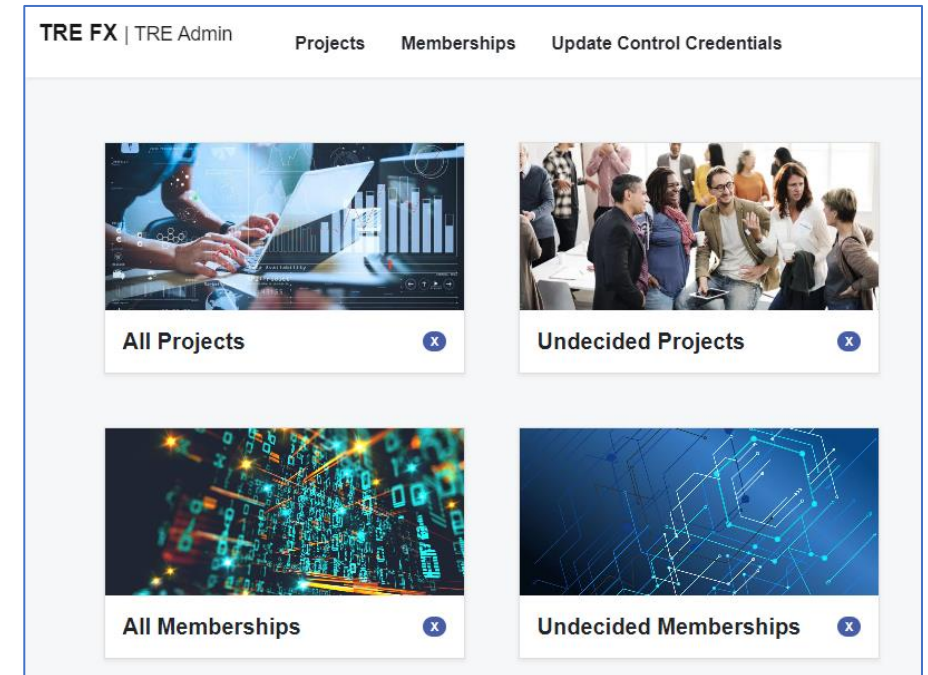 TRE FX | TRE Admin
Projects Memberships Update Control Credentials
All Projects X
Undecided Projects X
All Memberships X
Undecided Memberships X